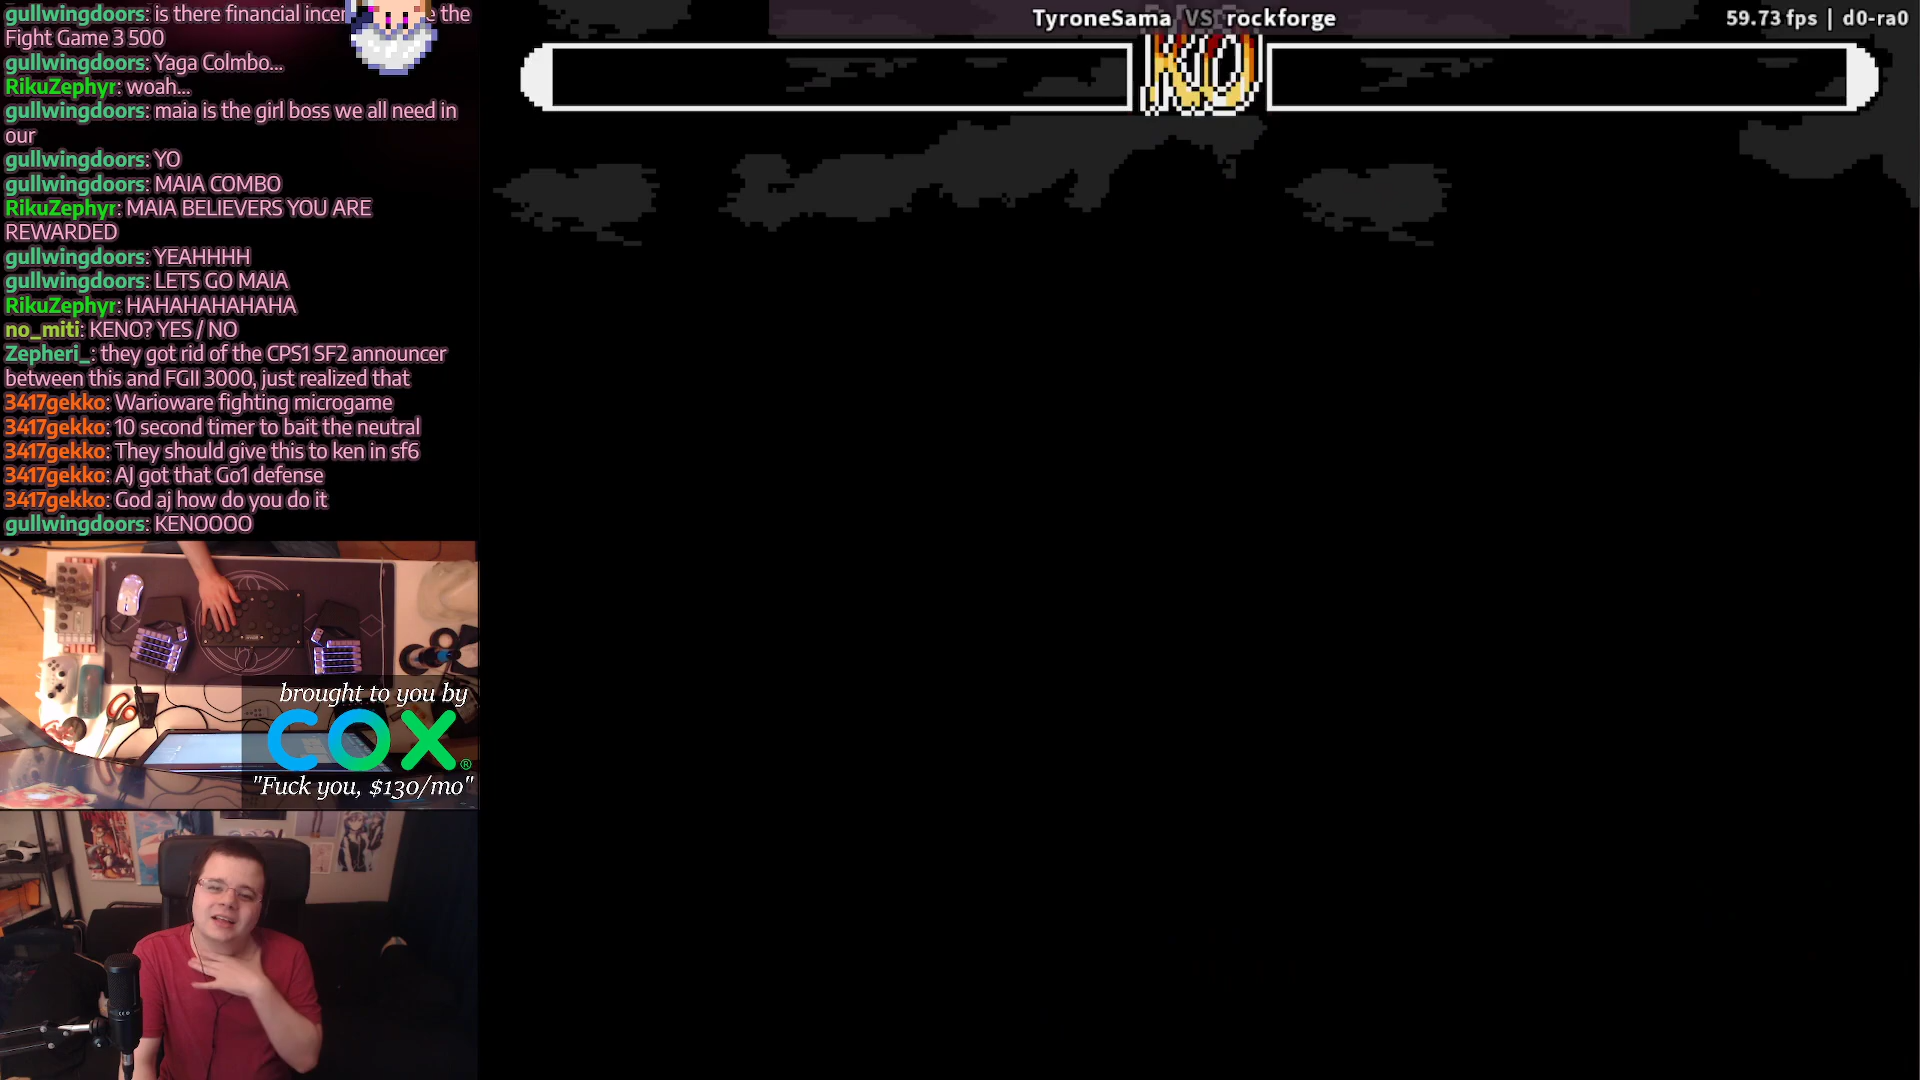 gullwingdoors: is there financial incen e the
Fight Game 3 500
gullwingdoors: Yaga Colmbo...
RikuZephyr: woah...
gullwingdoors: maia is the girl boss we all need in
our
gullwingdoors: YO
gullwingdoors: MAIA COMBO
RikuZephyr: MAIA BELIEVERS YOU ARE
REWARDED
gullwingdoors: YEAHHHH
gullwingdoors: LETS GO MAIA
RikuZephyr: HAHAHAHAHAHA
no_miti: KENO? YES / NO
Zepheri_: they got rid of the CPS1 SF2 announcer
between this and FGII 3000, just realized that
3417gekko: Warioware fighting microgame
3417gekko: 10 second timer to bait the neutral
3417gekko: They should give this to ken in sf6
3417gekko: AJ got that Go1 defense
3417gekko: God aj how do you do it
gullwingdoors: KENOOOO
TyroneSama VS rockforge
59.73 fps | d0-ra0
KO
brought to you by
COX®
"Fuck you, $130/mo"